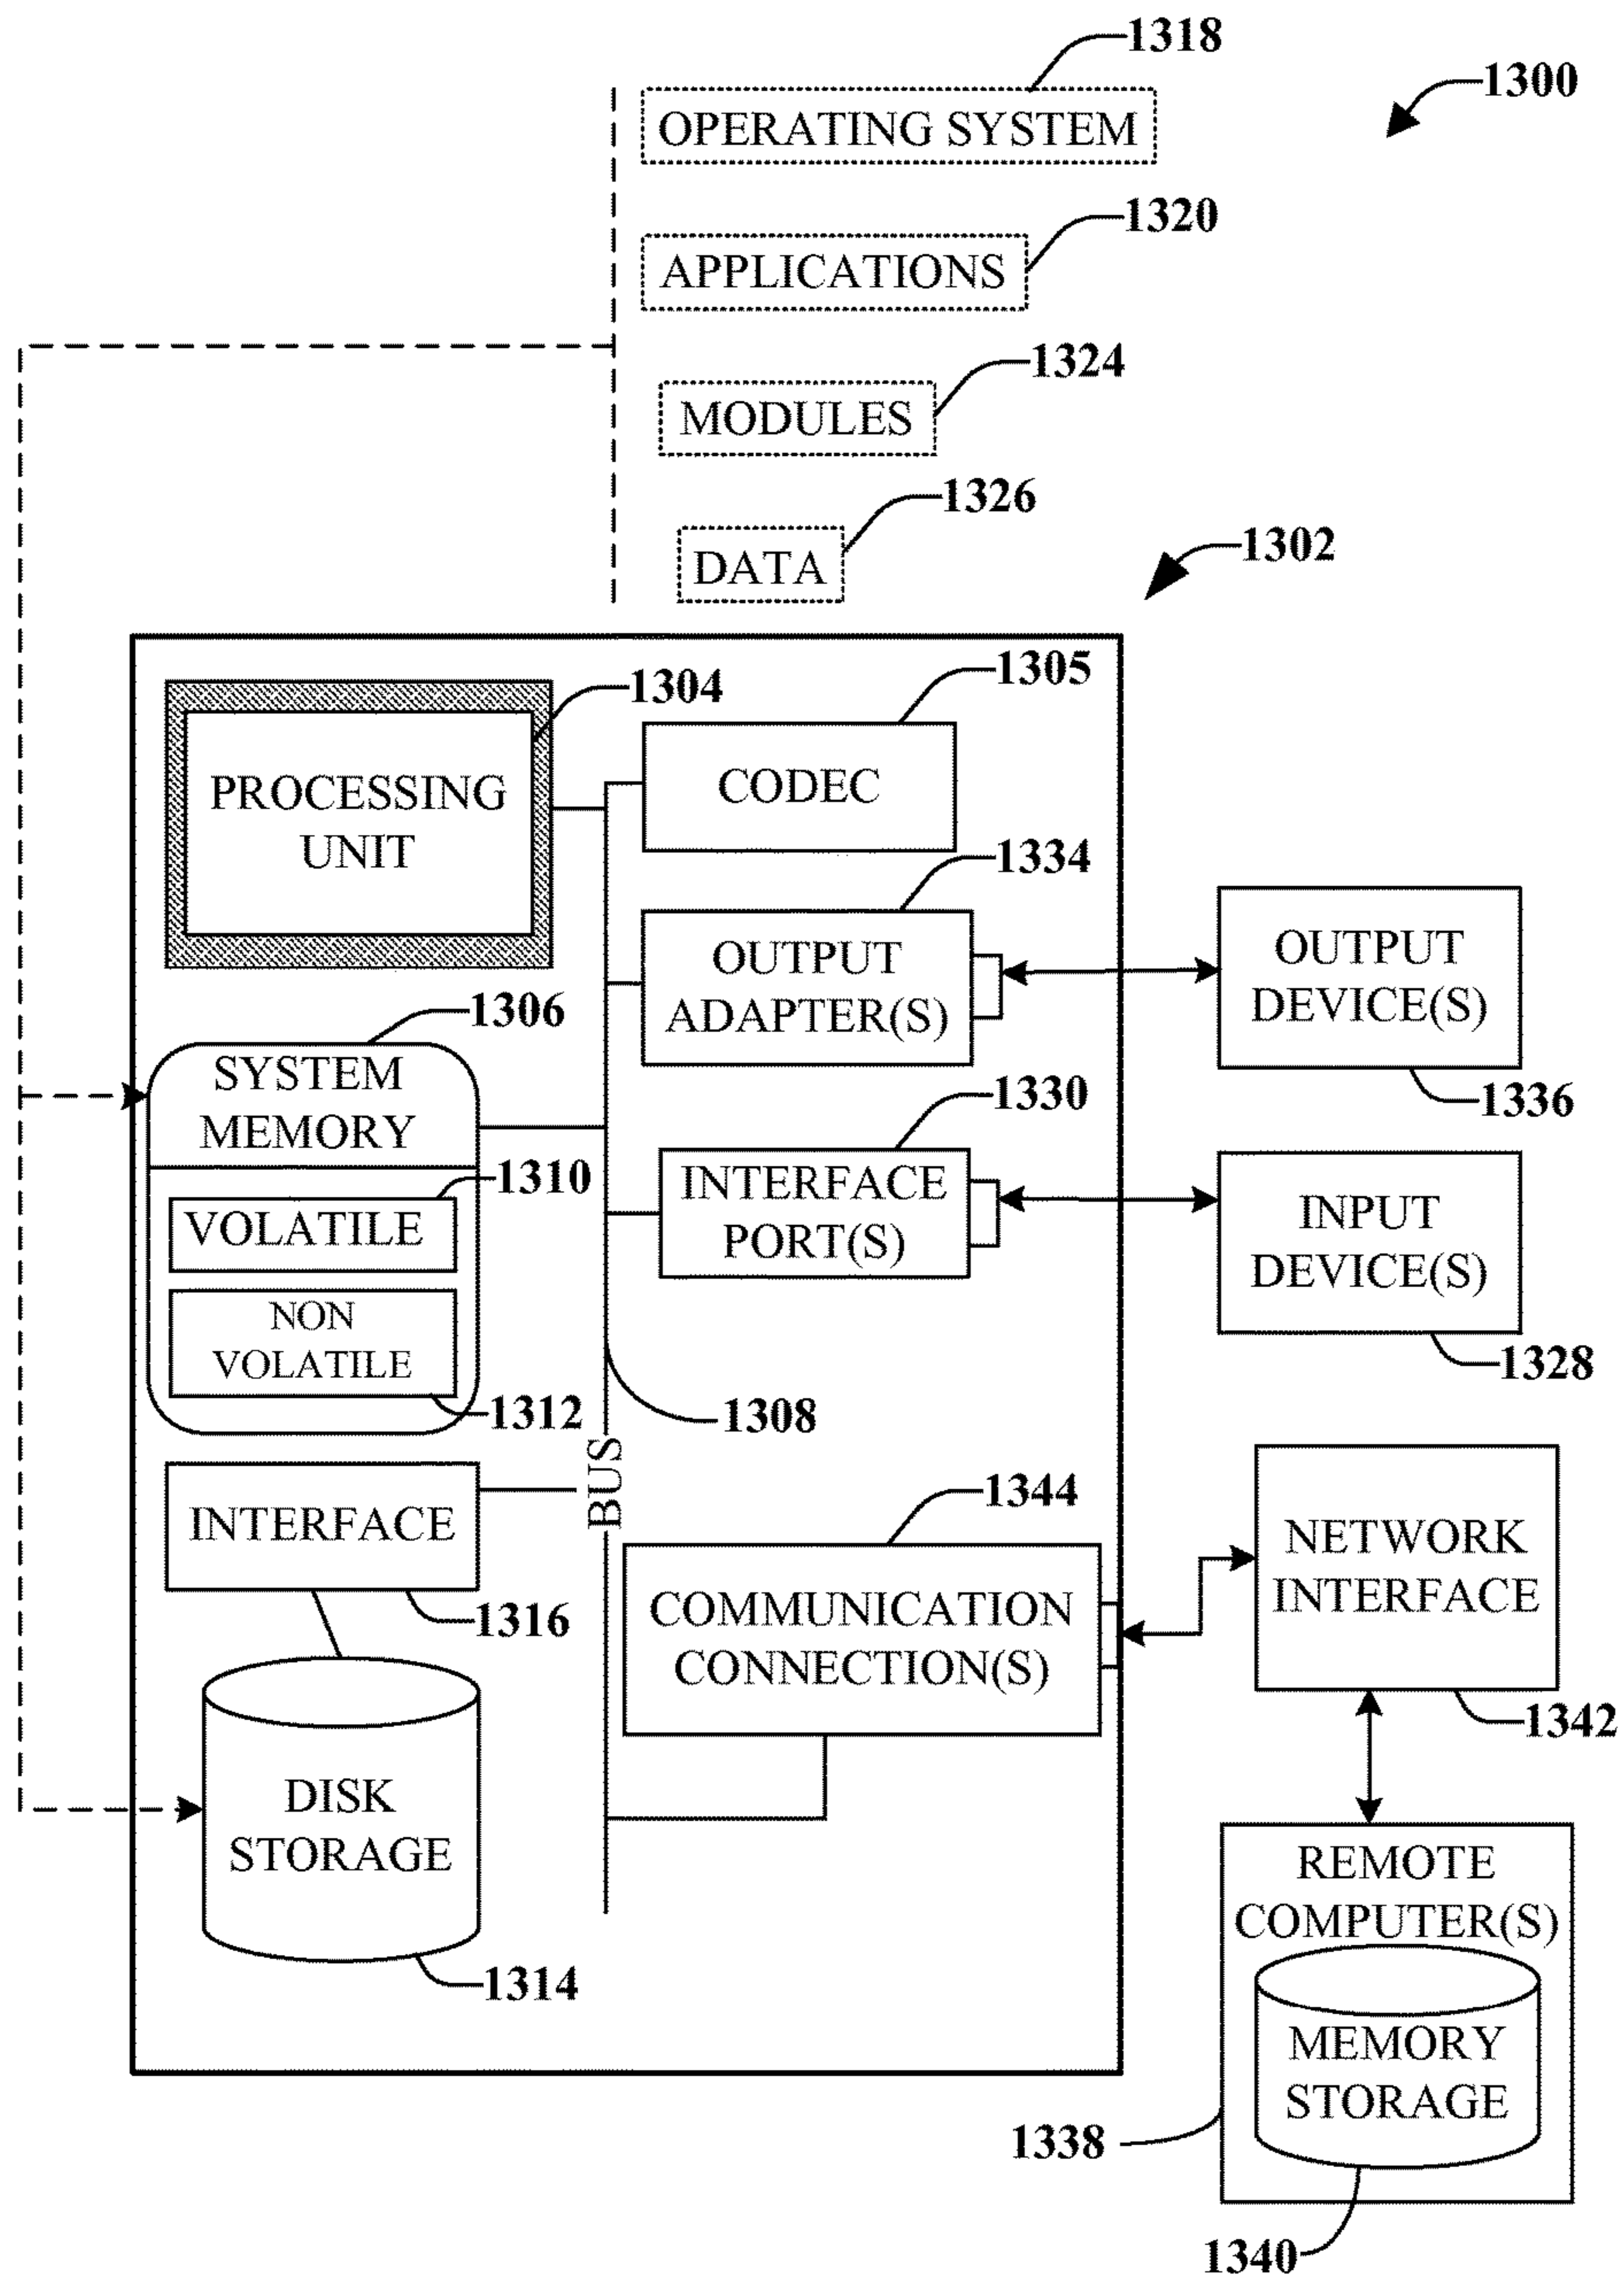 1318
1300
OPERATING SYSTEM
1320
APPLICATIONS
1324
MODULES
1326
DATA
1302
1304
1305
PROCESSING
UNIT
CODEC
1334
OUTPUT
ADAPTER(S)
OUTPUT
DEVICE(S)
1336
1306
SYSTEM
MEMORY
1310
VOLATILE
NON
VOLATILE
1312
1330
INTERFACE
PORT(S)
INPUT
DEVICE(S)
1328
1308
BUS
INTERFACE
1316
1344
COMMUNICATION
CONNECTION(S)
NETWORK
INTERFACE
1342
DISK
STORAGE
1314
REMOTE
COMPUTER(S)
MEMORY
STORAGE
1338
1340